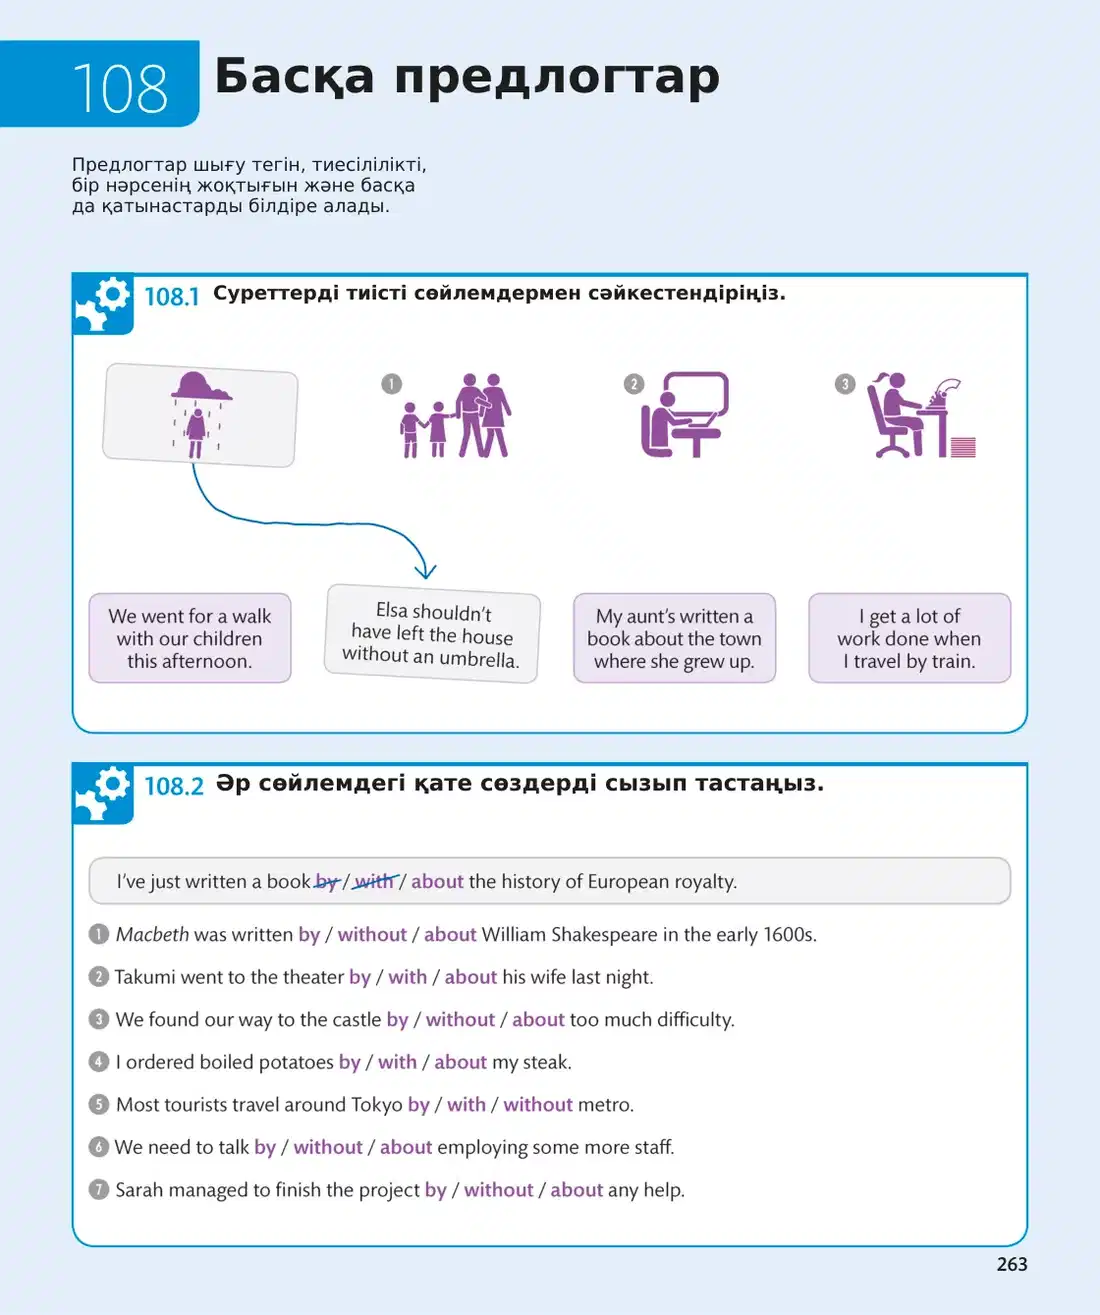 108
Басқа предлогтар
Предлогтар шығу тегін, тиесілілікті,
бір нәрсенің жоқтығын және басқа
да қатынастарды білдіре алады.
108.1 Суреттерді тиісті сөйлемдермен сәйкестендіріңіз.
1
2
3
We went for a walk
with our children
this afternoon.
Elsa shouldn't
have left the house
without an umbrella.
My aunt's written a
book about the town
where she grew up.
I get a lot of
work done when
I travel by train.
108.2 Әр сөйлемдегі қате сөздерді сызып тастаңыз.
I've just written a book by / with / about the history of European royalty.
1 Macbeth was written by / without / about William Shakespeare in the early 1600s.
2 Takumi went to the theater by / with / about his wife last night.
3 We found our way to the castle by / without / about too much difficulty.
4 I ordered boiled potatoes by / with / about my steak.
5 Most tourists travel around Tokyo by / with / without metro.
6 We need to talk by / without / about employing some more staff.
7 Sarah managed to finish the project by / without / about any help.
263